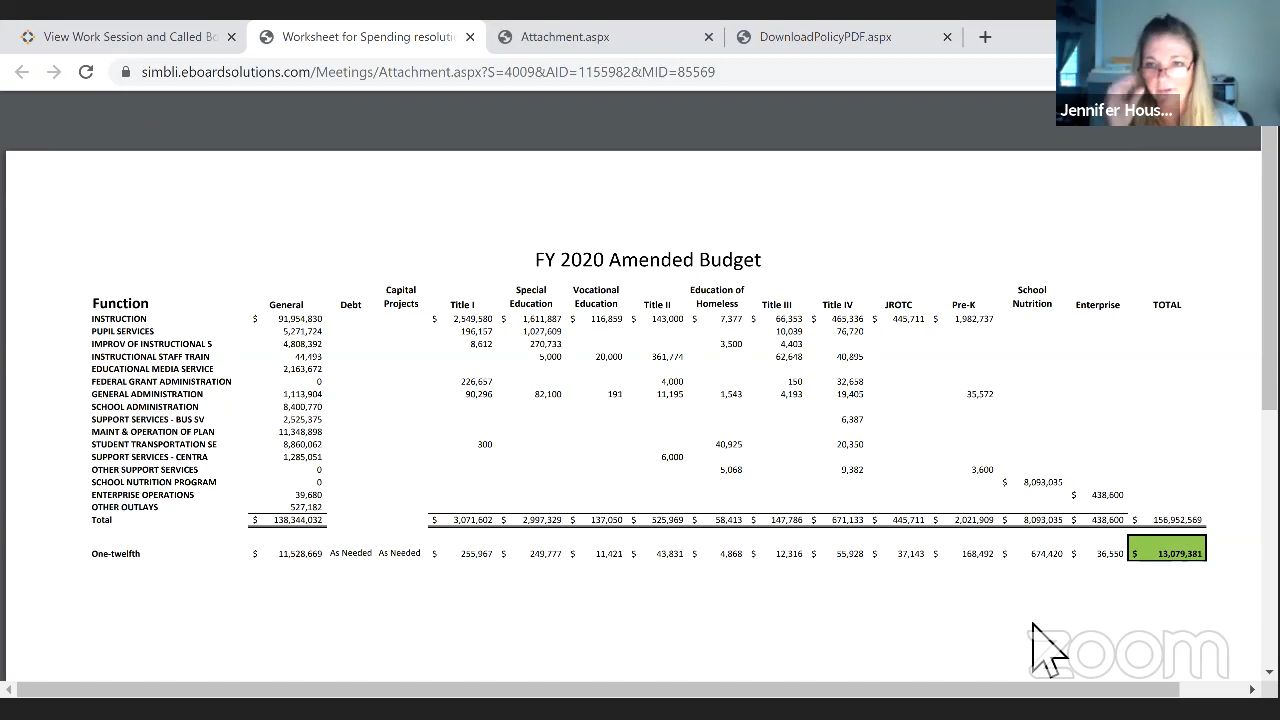 View Work Session and Called Bo
Worksheet for Spending resolutio
Attachment.aspx
DownloadPolicyPDF.aspx
simbli.eboardsolutions.com/Meetings/Attachment.aspx?S=4009&AID=1155982&MID=85569
Jennifer Hous...
FY 2020 Amended Budget
Function General Debt Capital Projects Title I Special Education Vocational Education Title II Education of Homeless Title III Title IV JROTC Pre-K School Nutrition Enterprise TOTAL
INSTRUCTION $ 91,954,830 $ 2,549,580 $ 1,611,887 $ 116,859 $ 143,000 $ 7,377 $ 66,353 $ 465,336 $ 445,711 $ 1,982,737
PUPIL SERVICES 5,271,724 196,157 1,027,609 10,039 76,720
IMPROV OF INSTRUCTIONAL S 4,808,392 8,612 270,733 3,500 4,403
INSTRUCTIONAL STAFF TRAIN 44,493 5,000 20,000 361,774 62,648 40,895
EDUCATIONAL MEDIA SERVICE 2,163,672
FEDERAL GRANT ADMINISTRATION 0 226,657 4,000 150 32,658
GENERAL ADMINISTRATION 1,113,904 90,296 82,100 191 11,195 1,543 4,193 19,405 35,572
SCHOOL ADMINISTRATION 8,400,770
SUPPORT SERVICES - BUS SV 2,525,375 6,387
MAINT & OPERATION OF PLAN 11,348,898
STUDENT TRANSPORTATION SE 8,860,062 300 40,925 20,350
SUPPORT SERVICES - CENTRA 1,285,051 6,000
OTHER SUPPORT SERVICES 0 5,068 9,382 3,600
SCHOOL NUTRITION PROGRAM 0 $ 8,093,035
ENTERPRISE OPERATIONS 39,680 $ 438,600
OTHER OUTLAYS 527,182
Total $ 138,344,032 $ 3,071,602 $ 2,997,329 $ 137,050 $ 525,969 $ 58,413 $ 147,786 $ 671,133 $ 445,711 $ 2,021,909 $ 8,093,035 $ 438,600 $ 156,952,569
One-twelfth $ 11,528,669 As Needed As Needed $ 255,967 $ 249,777 $ 11,421 $ 43,831 $ 4,868 $ 12,316 $ 55,928 $ 37,143 $ 168,492 $ 674,420 $ 36,550 $ 13,079,381
zoom